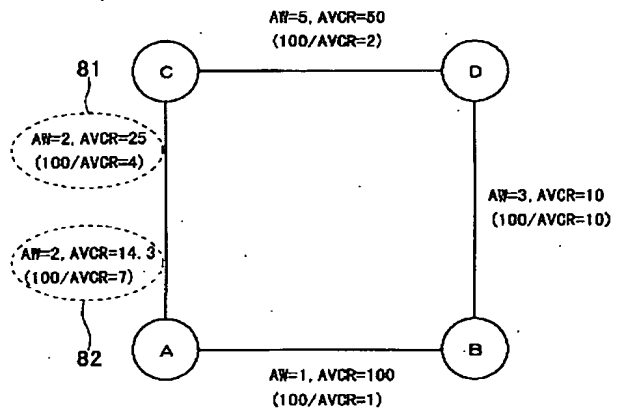 AW=5, AVCR=50
(100/AVCR=2)
81
C
D
AW=2, AVCR=25
(100/AVCR=4)
AW=3, AVCR=10
(100/AVCR=10)
AW=2, AVCR=14.3
(100/AVCR=7)
82
A
B
AW=1, AVCR=100
(100/AVCR=1)